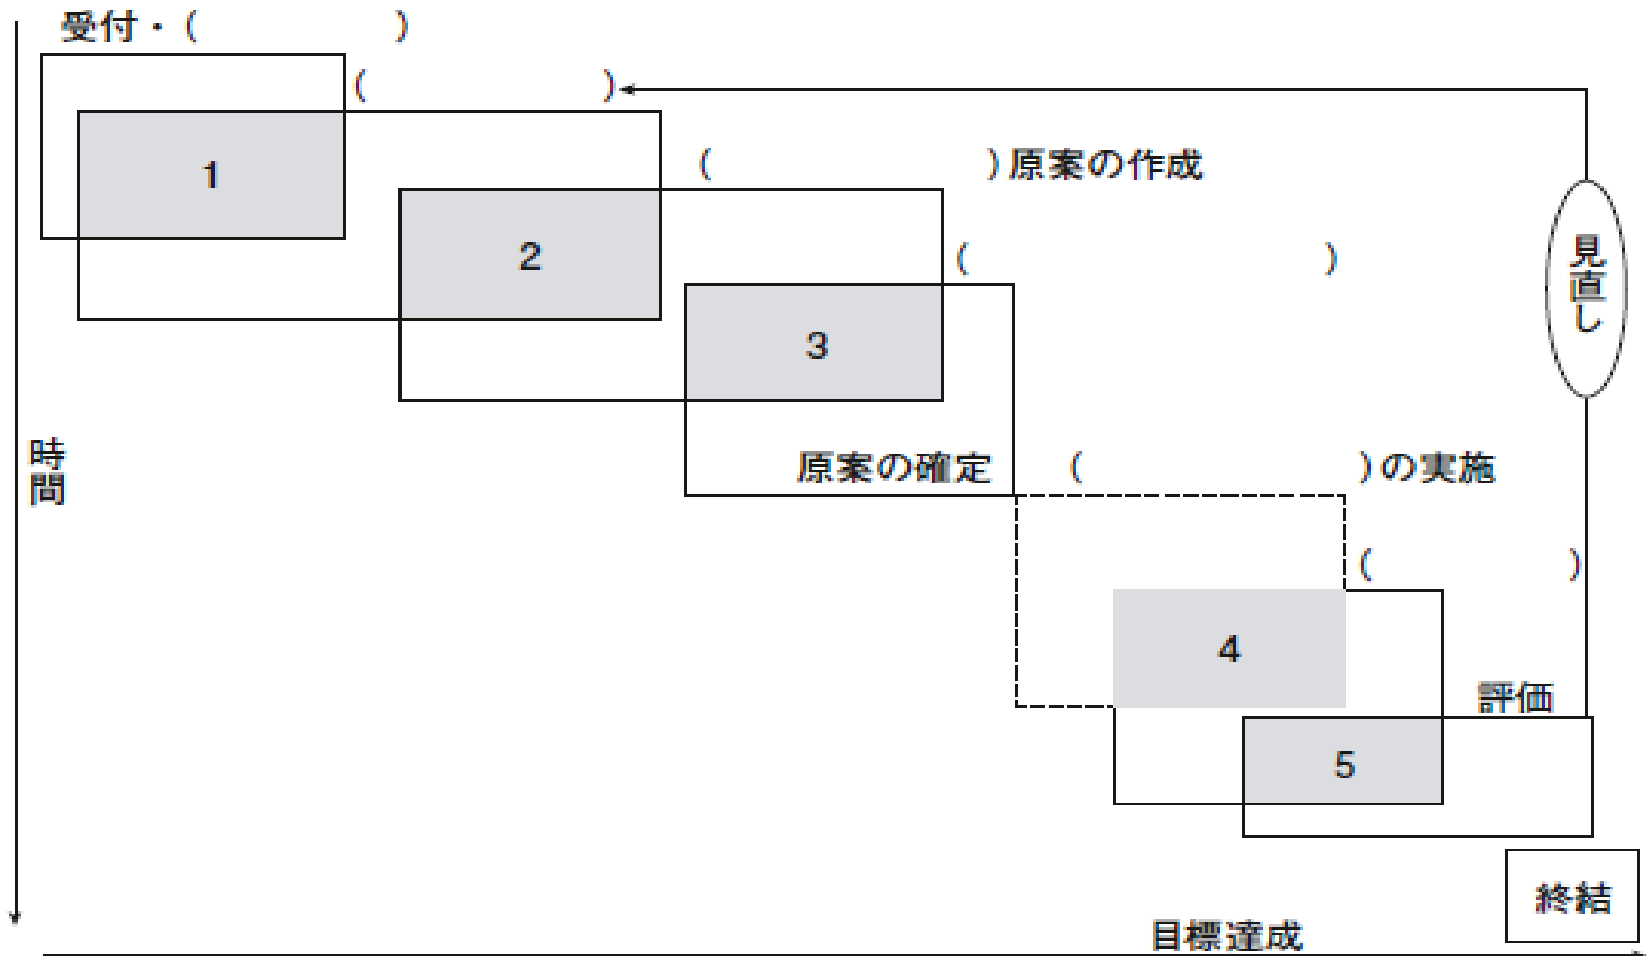 受付・(　　　　　)
(　　　　　　)
1
(　　　　　　　)原案の作成
2
(　　　　　　　　　)
見直し
3
時間
原案の確定　(　　　　　　　)の実施
(　　　　　)
4
評価
5
終結
目標達成